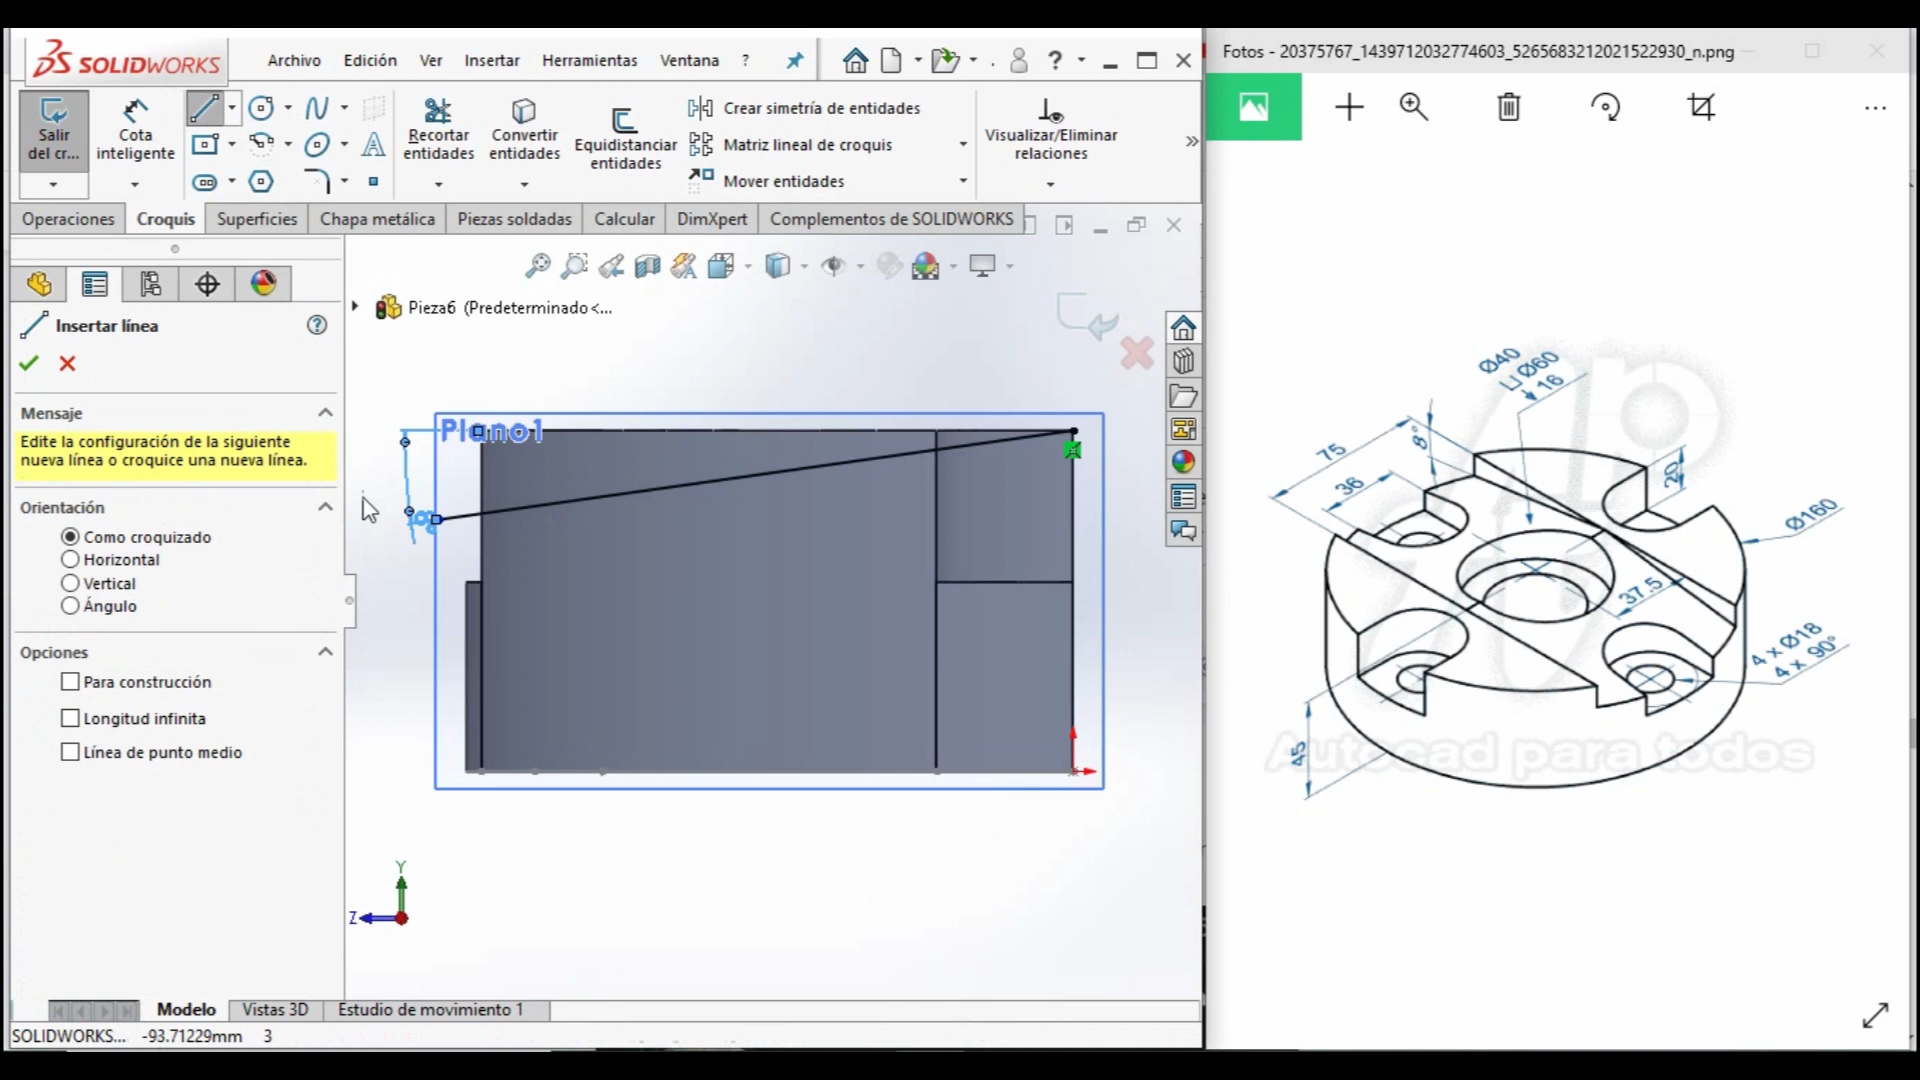 SOLIDWORKS
Archivo Edición Ver Insertar Herramientas Ventana ?
Fotos - 20375767_1439712032774603_5265683212021522930_n.png
Salir
del cr...
Cota
inteligente
Recortar
entidades
Convertir
entidades
Equidistanciar
entidades
Crear simetría de entidades
Matriz lineal de croquis
Mover entidades
Visualizar/Eliminar
relaciones
Operaciones Croquis Superficies Chapa metálica Piezas soldadas Calcular DimXpert Complementos de SOLIDWORKS
Pieza6 (Predeterminado<...
Insertar línea
Mensaje
Edite la configuración de la siguiente
nueva línea o croquice una nueva línea.
Orientación
Como croquizado
Horizontal
Vertical
Ángulo
Opciones
Para construcción
Longitud infinita
Línea de punto medio
Plano1
8°
Y
Z
Modelo Vistas 3D Estudio de movimiento 1
SOLIDWORKS... -93.71229mm 3
Ø40
⌴ Ø60
↧ 16
75
36
8°
20
Ø160
37.5
4 x Ø18
4 x 90°
45
Autocad para todos